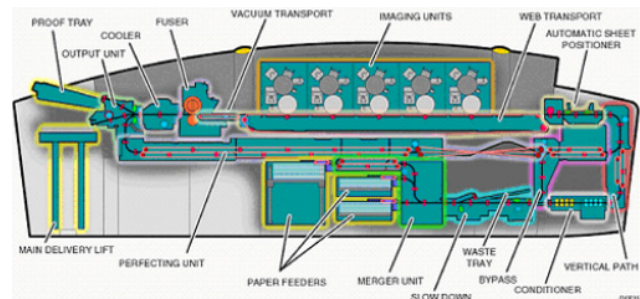 PROOF TRAY
OUTPUT UNIT
COOLER
FUSER
VACUUM TRANSPORT
IMAGING UNITS
WEB TRANSPORT
AUTOMATIC SHEET
POSITIONER
MAIN DELIVERY LIFT
PERFECTING UNIT
PAPER FEEDERS
MERGER UNIT
SLOW DOWN
WASTE
TRAY
BYPASS
CONDITIONER
VERTICAL PATH